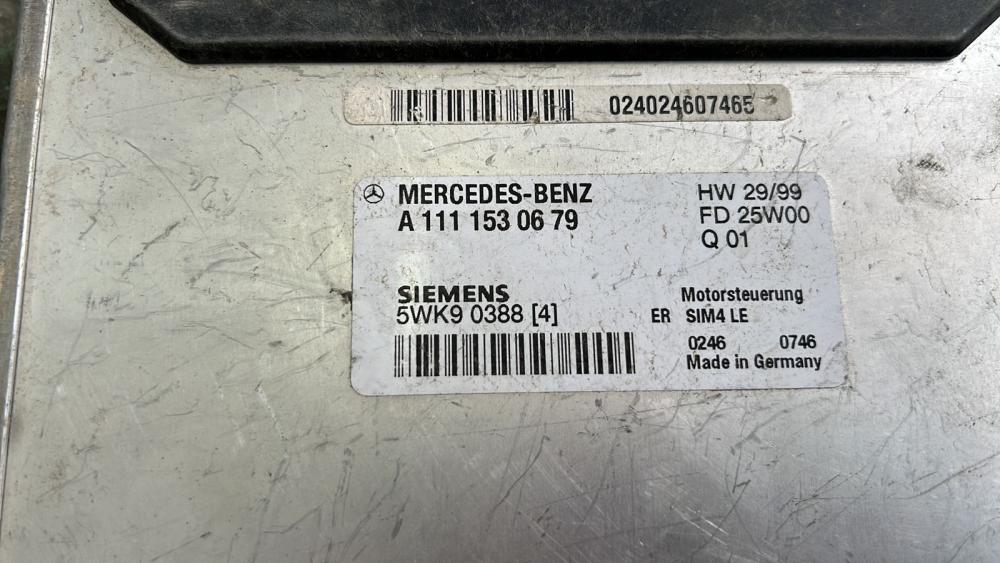 024024607465
MERCEDES-BENZ HW 29/99
A 111 153 06 79 FD 25W00
Q 01
SIEMENS Motorsteuerung
5WK9 0388 [4] ER SIM4 LE
0246 0746
Made in Germany